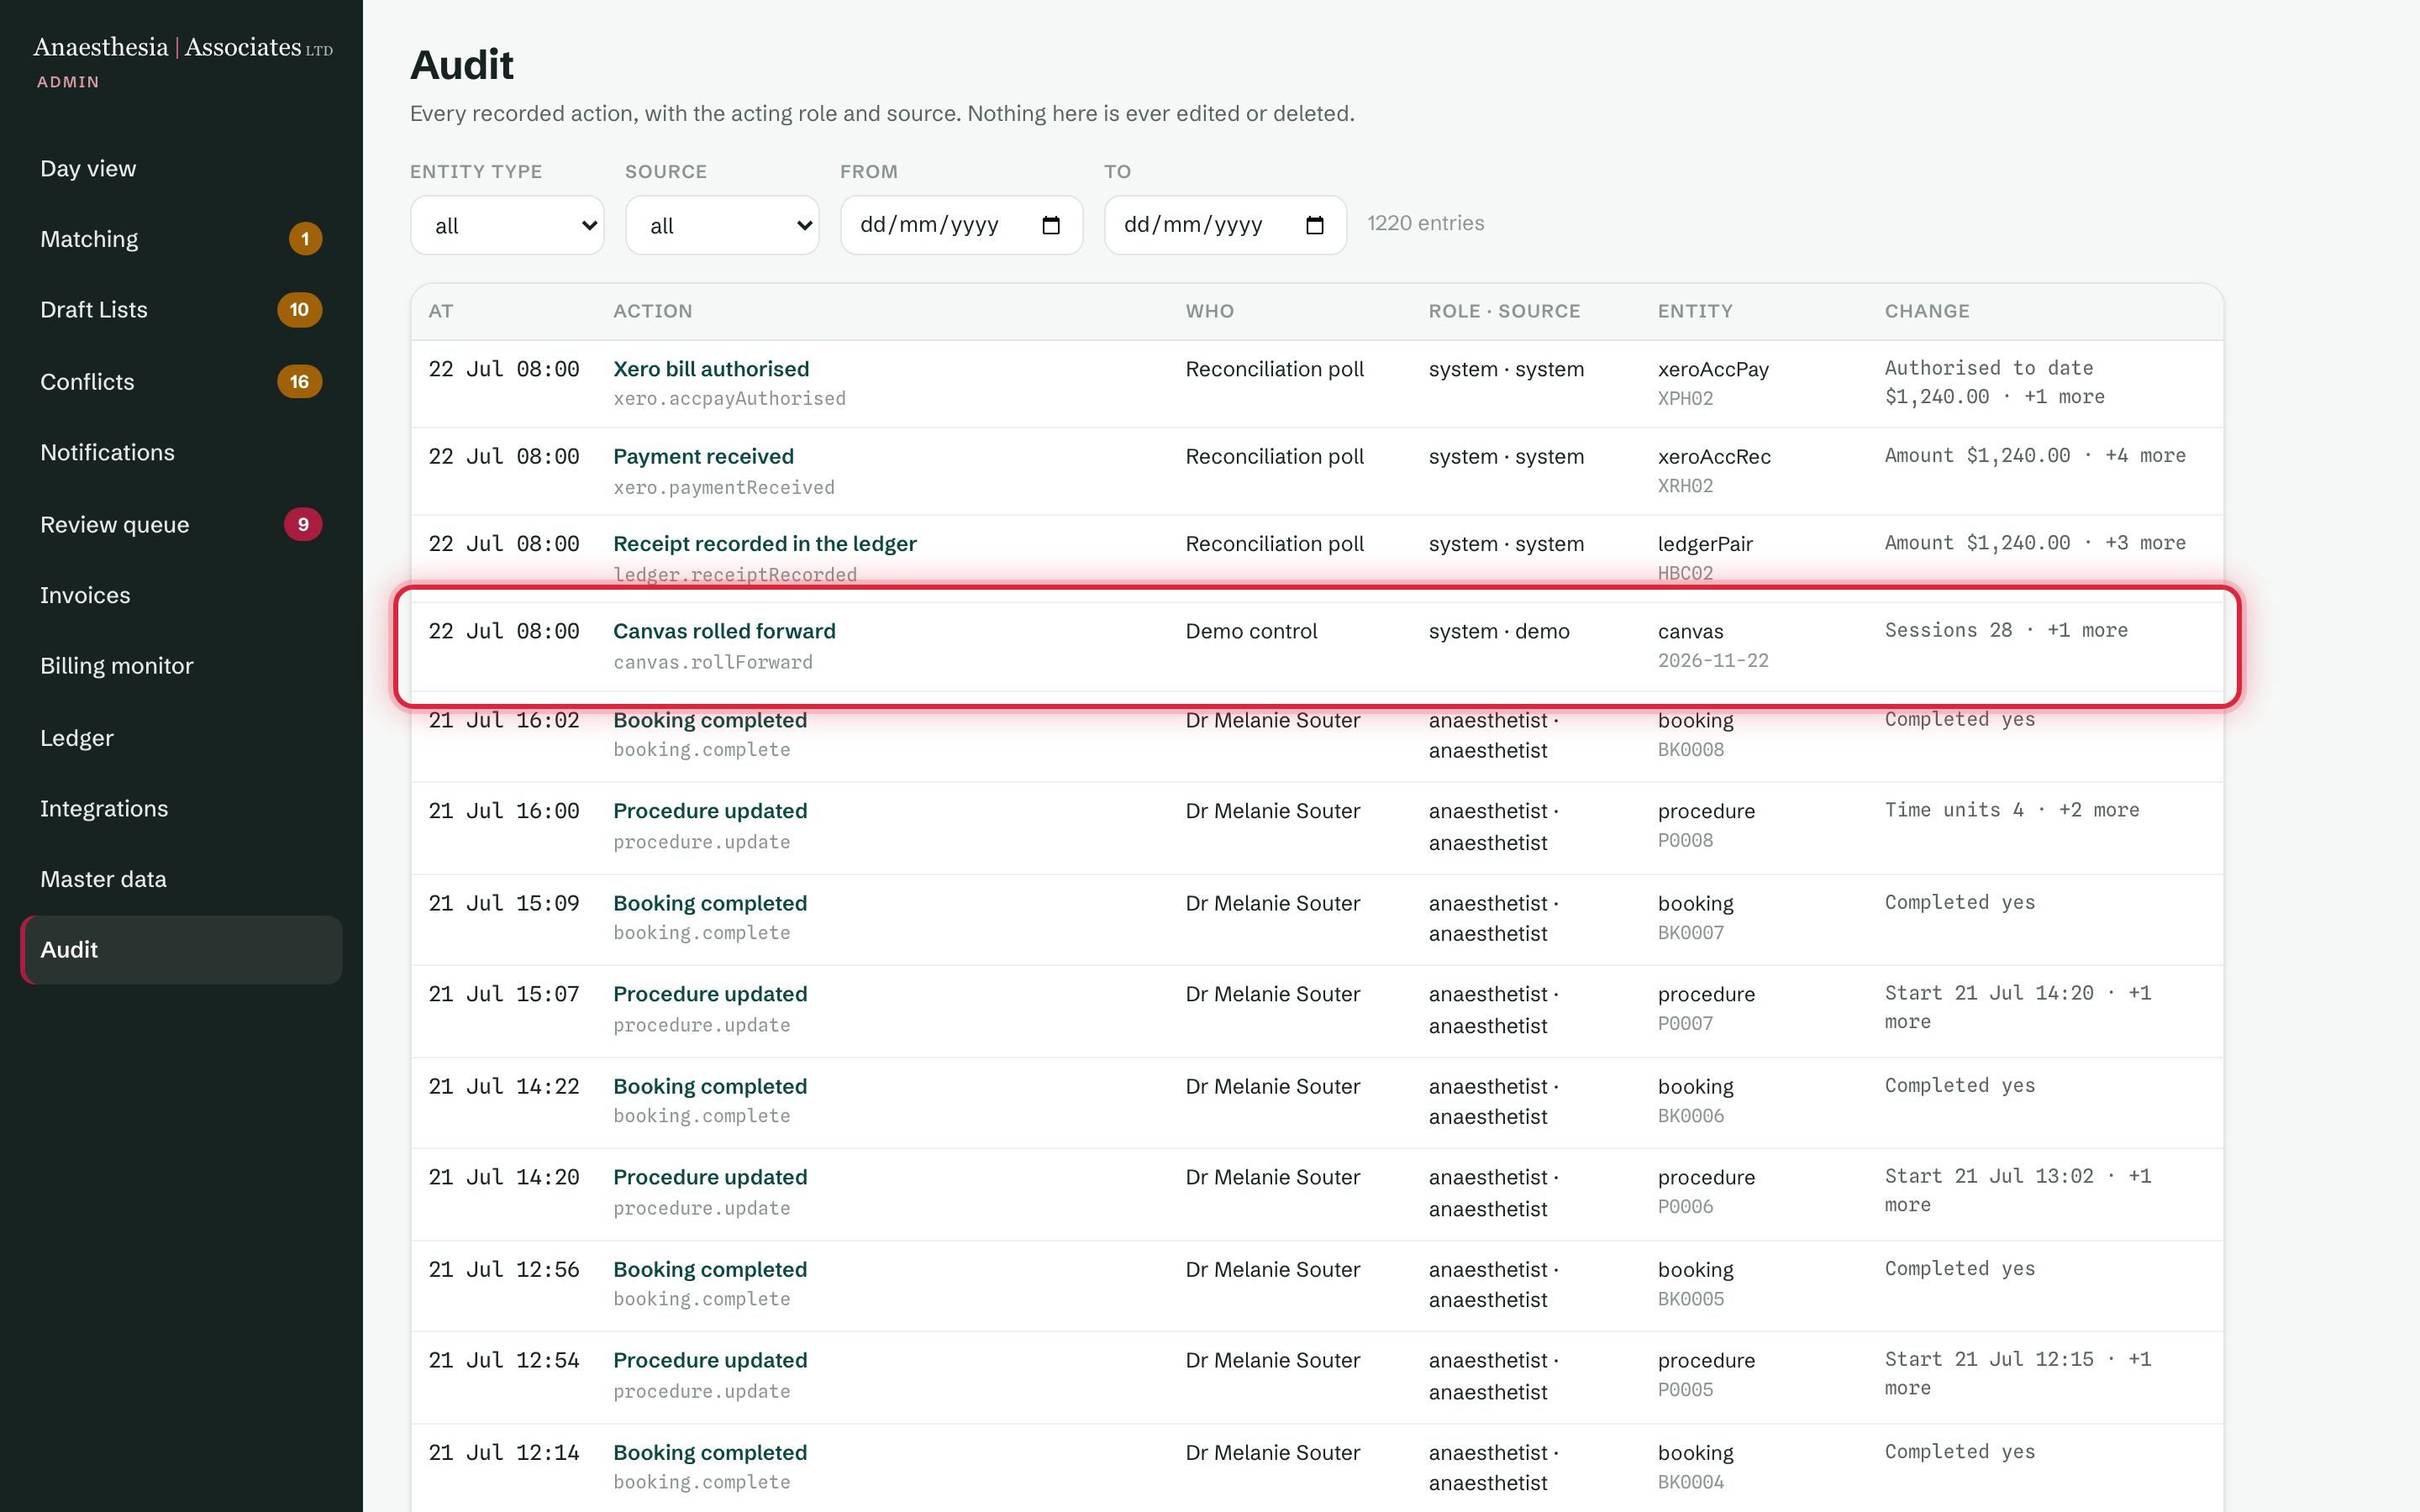 Anaesthesia | Associates LTD
ADMIN
Day view
Matching 1
Draft Lists 10
Conflicts 16
Notifications
Review queue 9
Invoices
Billing monitor
Ledger
Integrations
Master data
Audit
Audit
Every recorded action, with the acting role and source. Nothing here is ever edited or deleted.
ENTITY TYPE SOURCE FROM TO
all all dd/mm/yyyy dd/mm/yyyy 1220 entries
AT ACTION WHO ROLE · SOURCE ENTITY CHANGE
22 Jul 08:00 Xero bill authorised Reconciliation poll system · system xeroAccPay Authorised to date
xero.accpayAuthorised XPH02 $1,240.00 · +1 more
22 Jul 08:00 Payment received Reconciliation poll system · system xeroAccRec Amount $1,240.00 · +4 more
xero.paymentReceived XRH02
22 Jul 08:00 Receipt recorded in the ledger Reconciliation poll system · system ledgerPair Amount $1,240.00 · +3 more
ledger.receiptRecorded HBC02
22 Jul 08:00 Canvas rolled forward Demo control system · demo canvas Sessions 28 · +1 more
canvas.rollForward 2026-11-22
21 Jul 16:02 Booking completed Dr Melanie Souter anaesthetist · booking Completed yes
booking.complete anaesthetist BK0008
21 Jul 16:00 Procedure updated Dr Melanie Souter anaesthetist · procedure Time units 4 · +2 more
procedure.update anaesthetist P0008
21 Jul 15:09 Booking completed Dr Melanie Souter anaesthetist · booking Completed yes
booking.complete anaesthetist BK0007
21 Jul 15:07 Procedure updated Dr Melanie Souter anaesthetist · procedure Start 21 Jul 14:20 · +1
procedure.update anaesthetist P0007 more
21 Jul 14:22 Booking completed Dr Melanie Souter anaesthetist · booking Completed yes
booking.complete anaesthetist BK0006
21 Jul 14:20 Procedure updated Dr Melanie Souter anaesthetist · procedure Start 21 Jul 13:02 · +1
procedure.update anaesthetist P0006 more
21 Jul 12:56 Booking completed Dr Melanie Souter anaesthetist · booking Completed yes
booking.complete anaesthetist BK0005
21 Jul 12:54 Procedure updated Dr Melanie Souter anaesthetist · procedure Start 21 Jul 12:15 · +1
procedure.update anaesthetist P0005 more
21 Jul 12:14 Booking completed Dr Melanie Souter anaesthetist · booking Completed yes
booking.complete anaesthetist BK0004